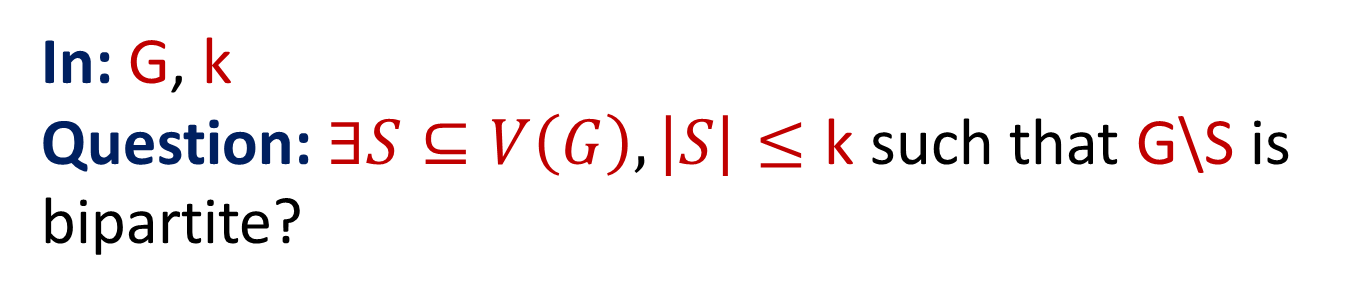 In: G, k
Question: ∃S ⊆ V(G), |S| ≤ k such that G\S is
bipartite?